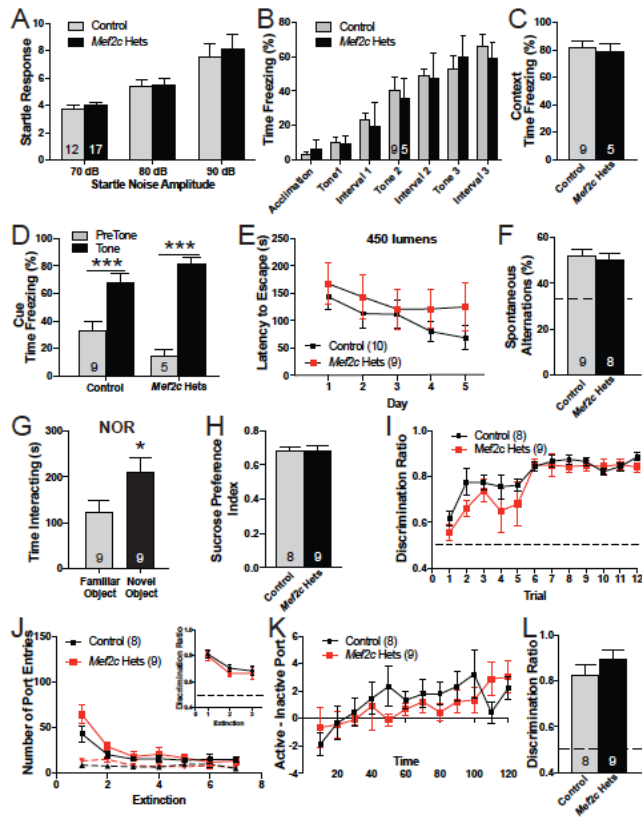 A
Control
Mef2c Hets
Startle Response
10
8
6
4
2
0
12
17
70 dB
80 dB
90 dB
Startle Noise Amplitude
B
Control
Mef2c Hets
Time Freezing (%)
80
60
40
20
0
9
5
Acclimation
Tone1
Interval 1
Tone 2
Interval 2
Tone 3
Interval 3
C
Context
Time Freezing (%)
100
80
60
40
20
0
9
5
Control
Mef2c Hets
D
PreTone
Tone
Cue
Time Freezing (%)
100
80
60
40
20
0
***
***
9
5
Control
Mef2c Hets
E
450 lumens
Latency to Escape (s)
250
200
150
100
50
0
Control (10)
Mef2c Hets (9)
1 2 3 4 5
Day
F
Spontaneous
Alternations (%)
60
40
20
0
9
8
Control
Mef2c Hets
G
NOR
Time Interacting (s)
300
200
100
0
*
9
9
Familiar
Object
Novel
Object
H
Sucrose Preference
Index
0.8
0.6
0.4
0.2
0.0
8
9
Control
Mef2c Hets
I
Control (8)
Mef2c Hets (9)
Discrimination Ratio
1.0
0.8
0.6
0.4
0 1 2 3 4 5 6 7 8 9 10 11 12
Trial
J
Control (8)
Mef2c Hets (9)
Number of Port Entries
150
100
75
50
25
0
0 2 4 6 8
Extinction
Discrimination Ratio
1 2 3
Extinction
K
Control (8)
Mef2c Hets (9)
Active - Inactive Port
6
4
2
0
-2
-4
20 40 60 80 100 120
Time
L
Discrimination Ratio
1.0
0.8
0.6
0.4
8
9
Control
Mef2c Hets